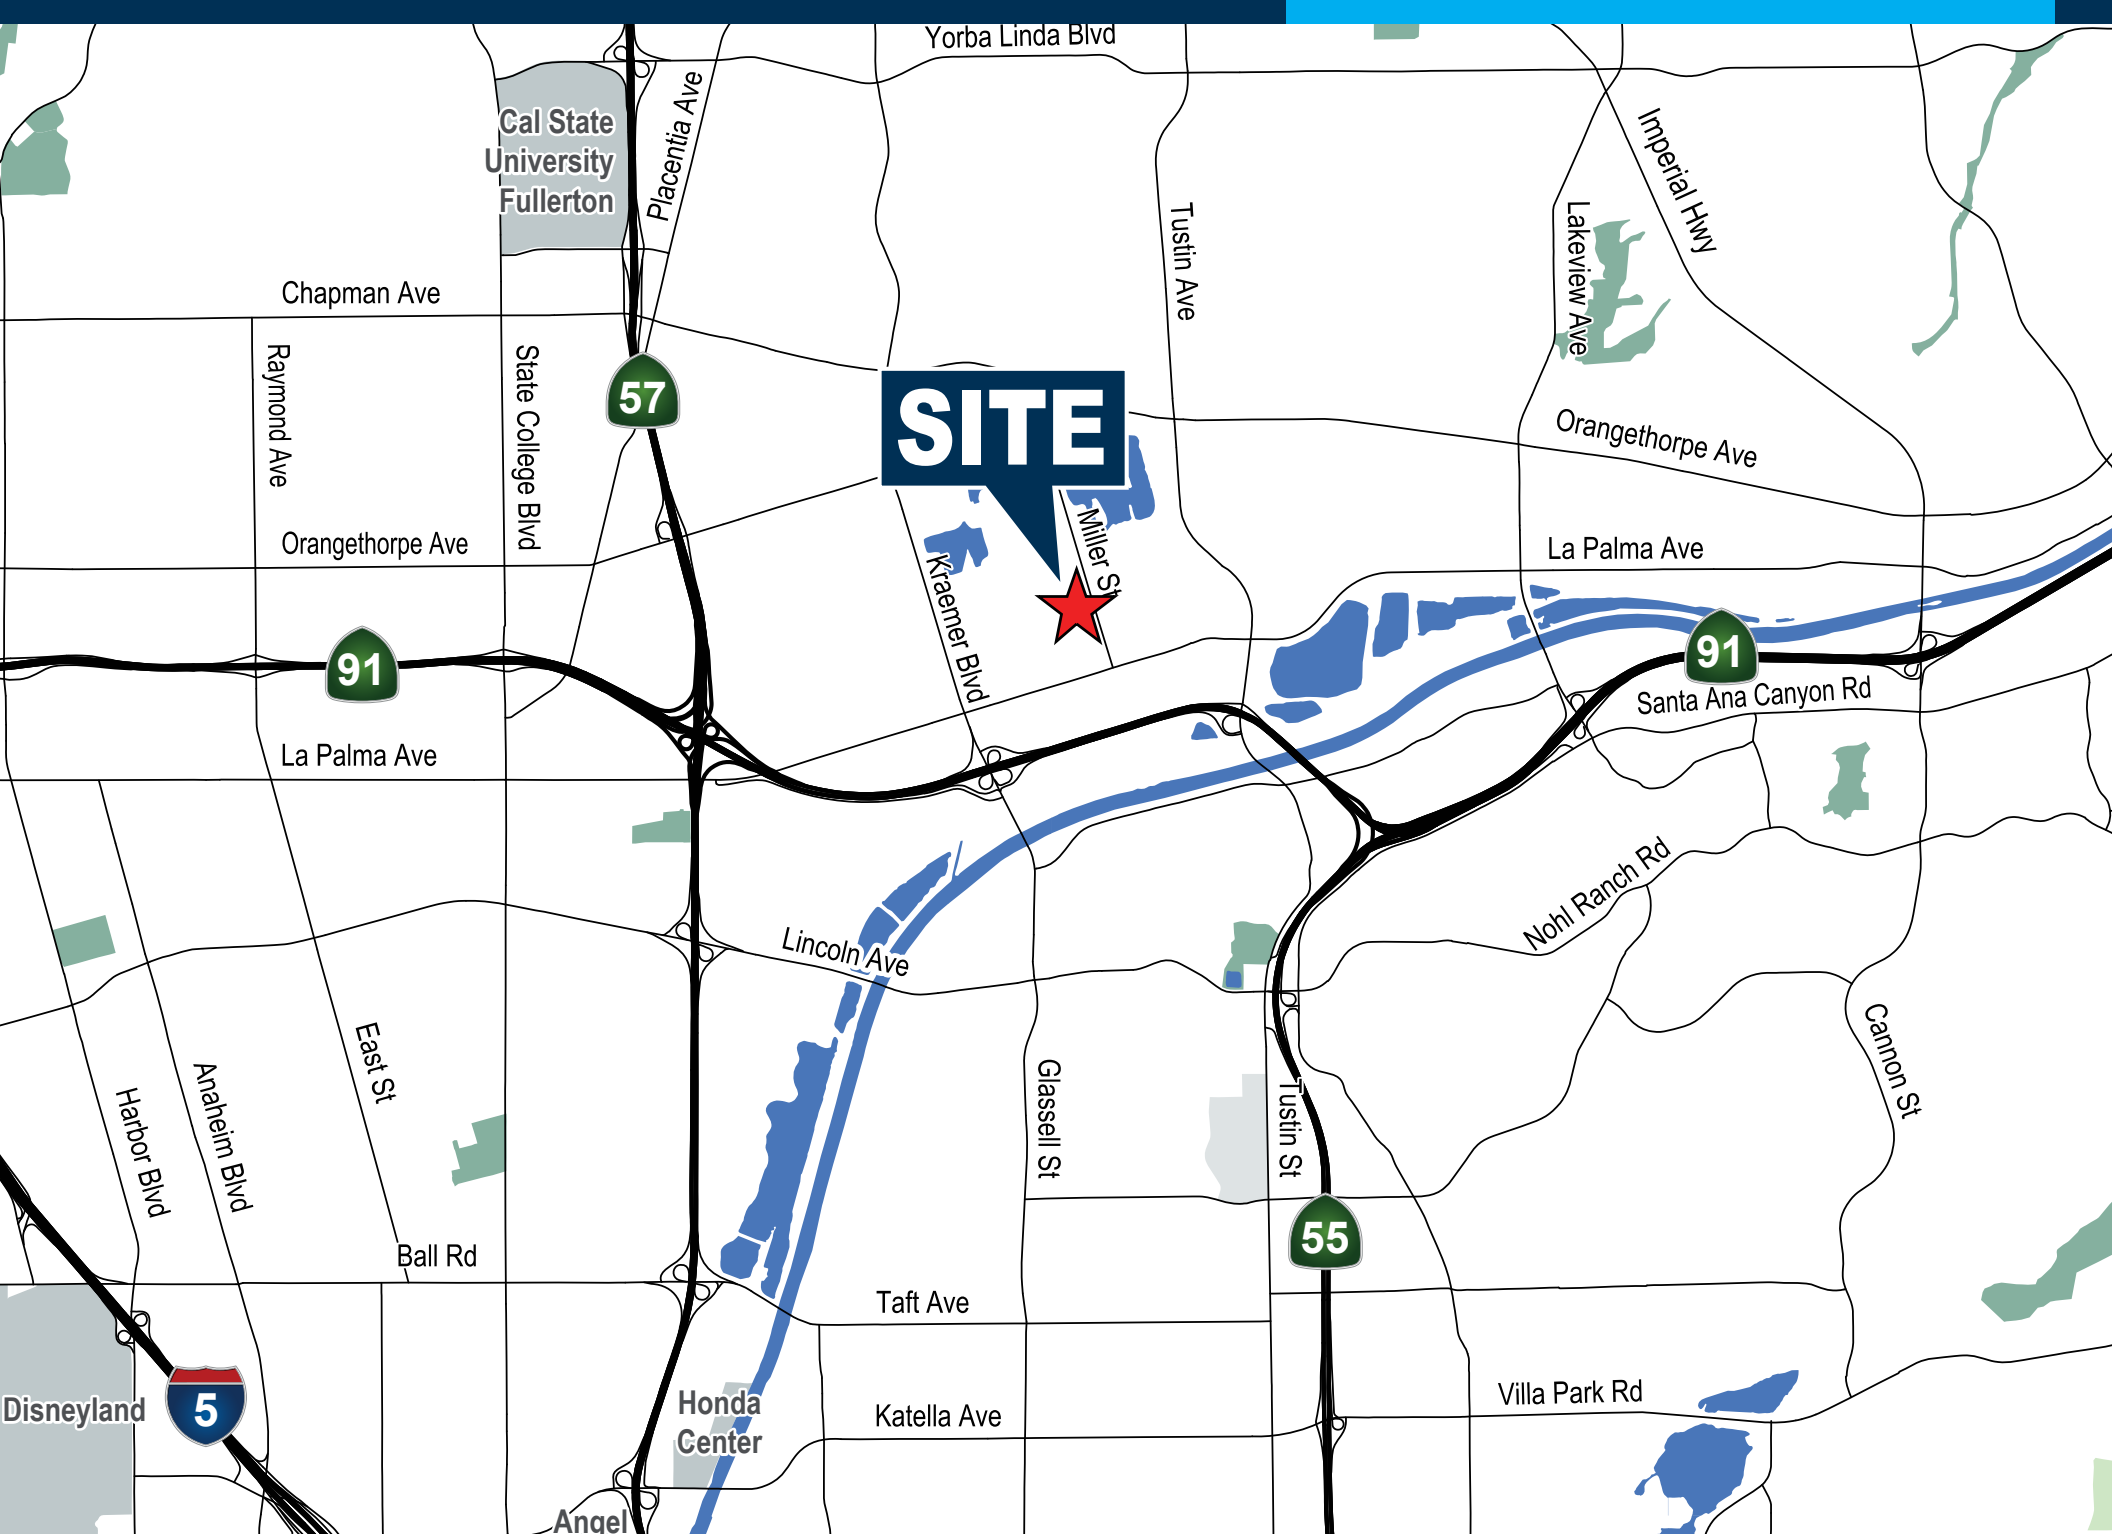 Yorba Linda Blvd
Placentia Ave
Cal State
University
Fullerton
Imperial Hwy
Tustin Ave
Lakeview Ave
Chapman Ave
Raymond Ave
State College Blvd
57
SITE
Orangethorpe Ave
Orangethorpe Ave
Miller St
La Palma Ave
Kraemer Blvd
91
91
Santa Ana Canyon Rd
La Palma Ave
Nohl Ranch Rd
Lincoln Ave
Cannon St
East St
Anaheim Blvd
Harbor Blvd
Glassell St
Tustin St
55
Ball Rd
Taft Ave
Disneyland
5
Honda
Center
Katella Ave
Villa Park Rd
Angel